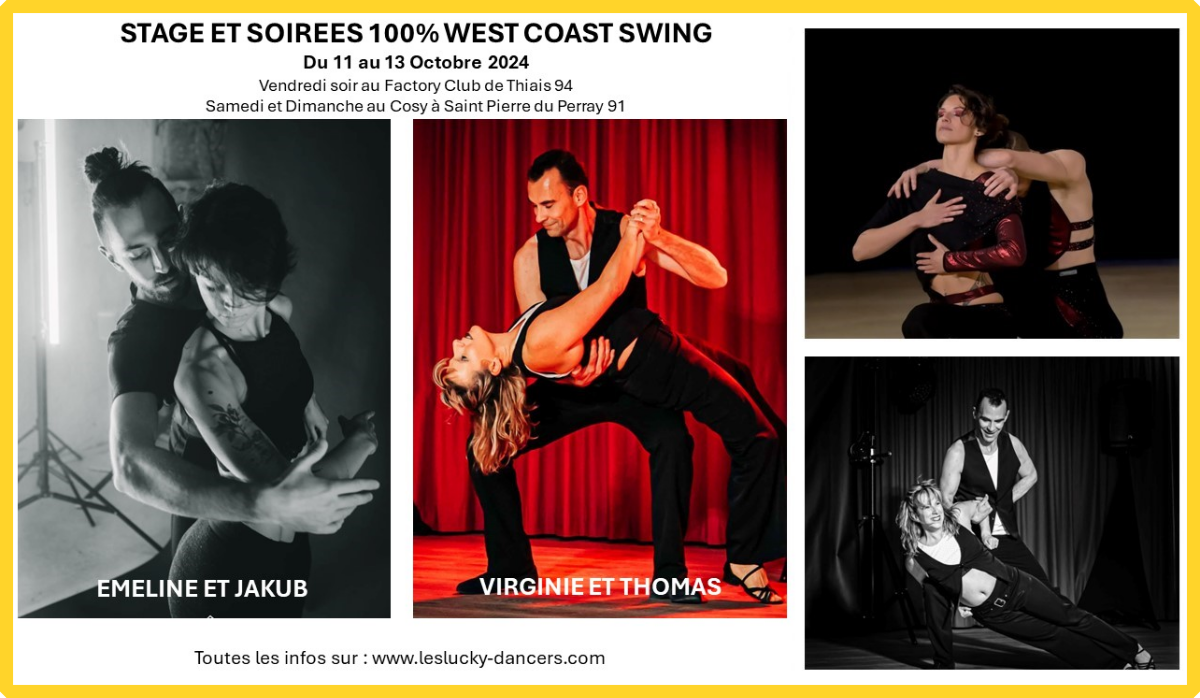 STAGE ET SOIREES 100% WEST COAST SWING
Du 11 au 13 Octobre 2024
Vendredi soir au Factory Club de Thiais 94
Samedi et Dimanche au Cosy à Saint Pierre du Perray 91
EMELINE ET JAKUB
VIRGINIE ET THOMAS
Toutes les infos sur : www.leslucky-dancers.com